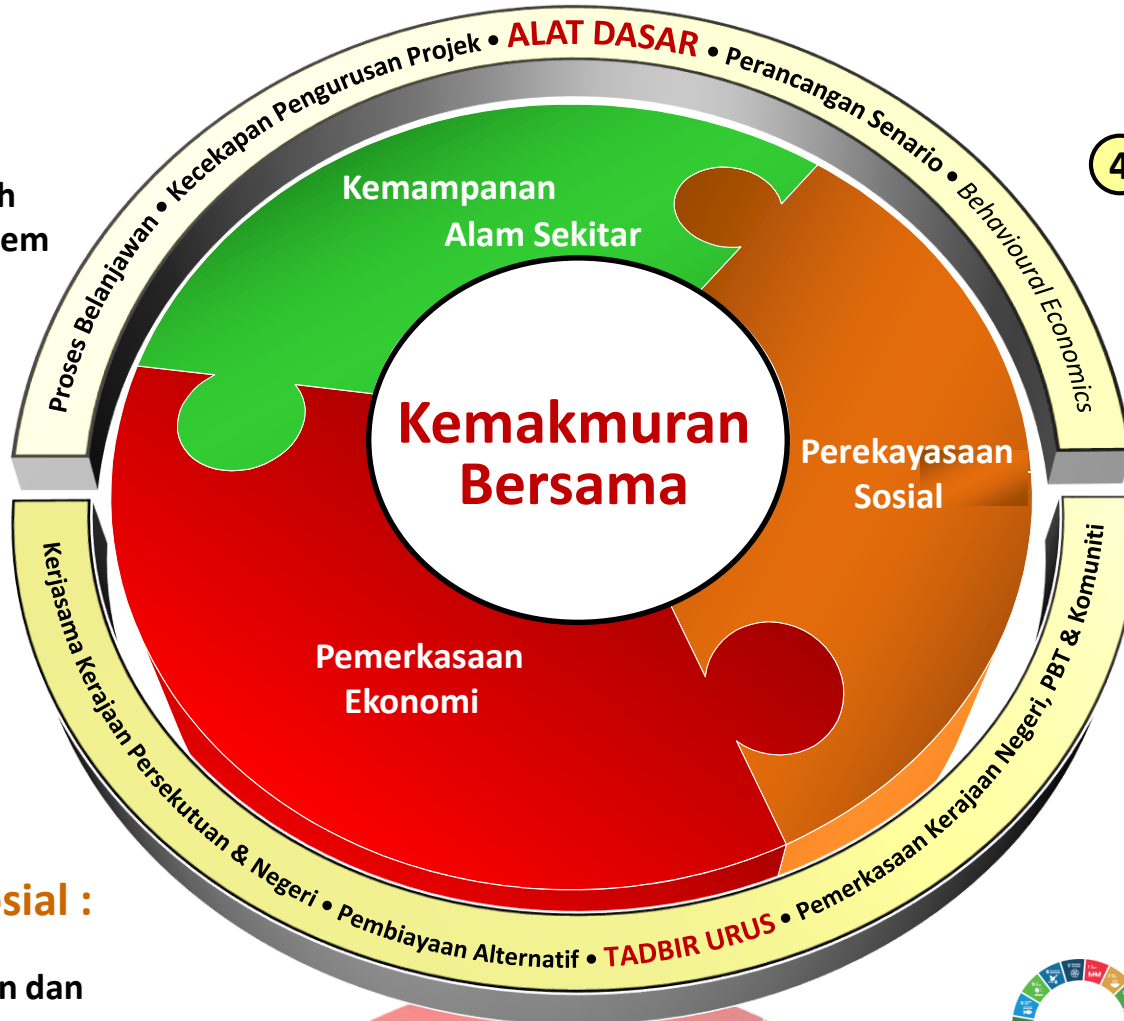 Proses Belanjawan • Kecekapan Pengurusan Projek • ALAT DASAR • Perancangan Senario • Behavioural Economics
4
h
em
Kemampanan
Alam Sekitar
Kemakmuran
Bersama
Perekayasaan
Sosial
Pemerkasaan
Ekonomi
Kerjasama Kerajaan Persekutuan & Negeri • Pembiayaan Alternatif • TADBIR URUS • Pemerkasaan Kerajaan Negeri, PBT & Komuniti
osial :
n dan